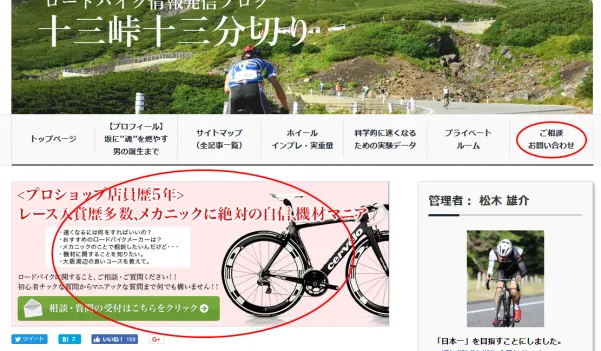 ロードバイク情報発信ブログ
十三峠十三分切り
トップページ
【プロフィール】
坂に"魂"を燃やす
男の誕生まで
サイトマップ
(全記事一覧)
ホイール
インプレ・実重量
科学的に速くなる
ための実験データ
プライベート
ルーム
ご相談
お問い合わせ
<プロショップ店員歴5年>
レース入賞歴多数、メカニックに絶対の自信、機材マニア
・速くなるには何をすればいいの?
・おすすめのロードバイクメーカーは?
・メカニックのことで相談したいんだけど・・・
・機材に関することを知りたい。
・大阪周辺の良いコースを教えて。
ロードバイクに関すること、ご相談・ご質問ください!!
初心者チックな質問からマニアックな質問まで何でも構いません!!
相談・質問の受付はこちらをクリック
cervélo
ツイート
B! 2
いいね! 108
G+
管理者: 松木 雄介
「日本一」を目指すことにしました。